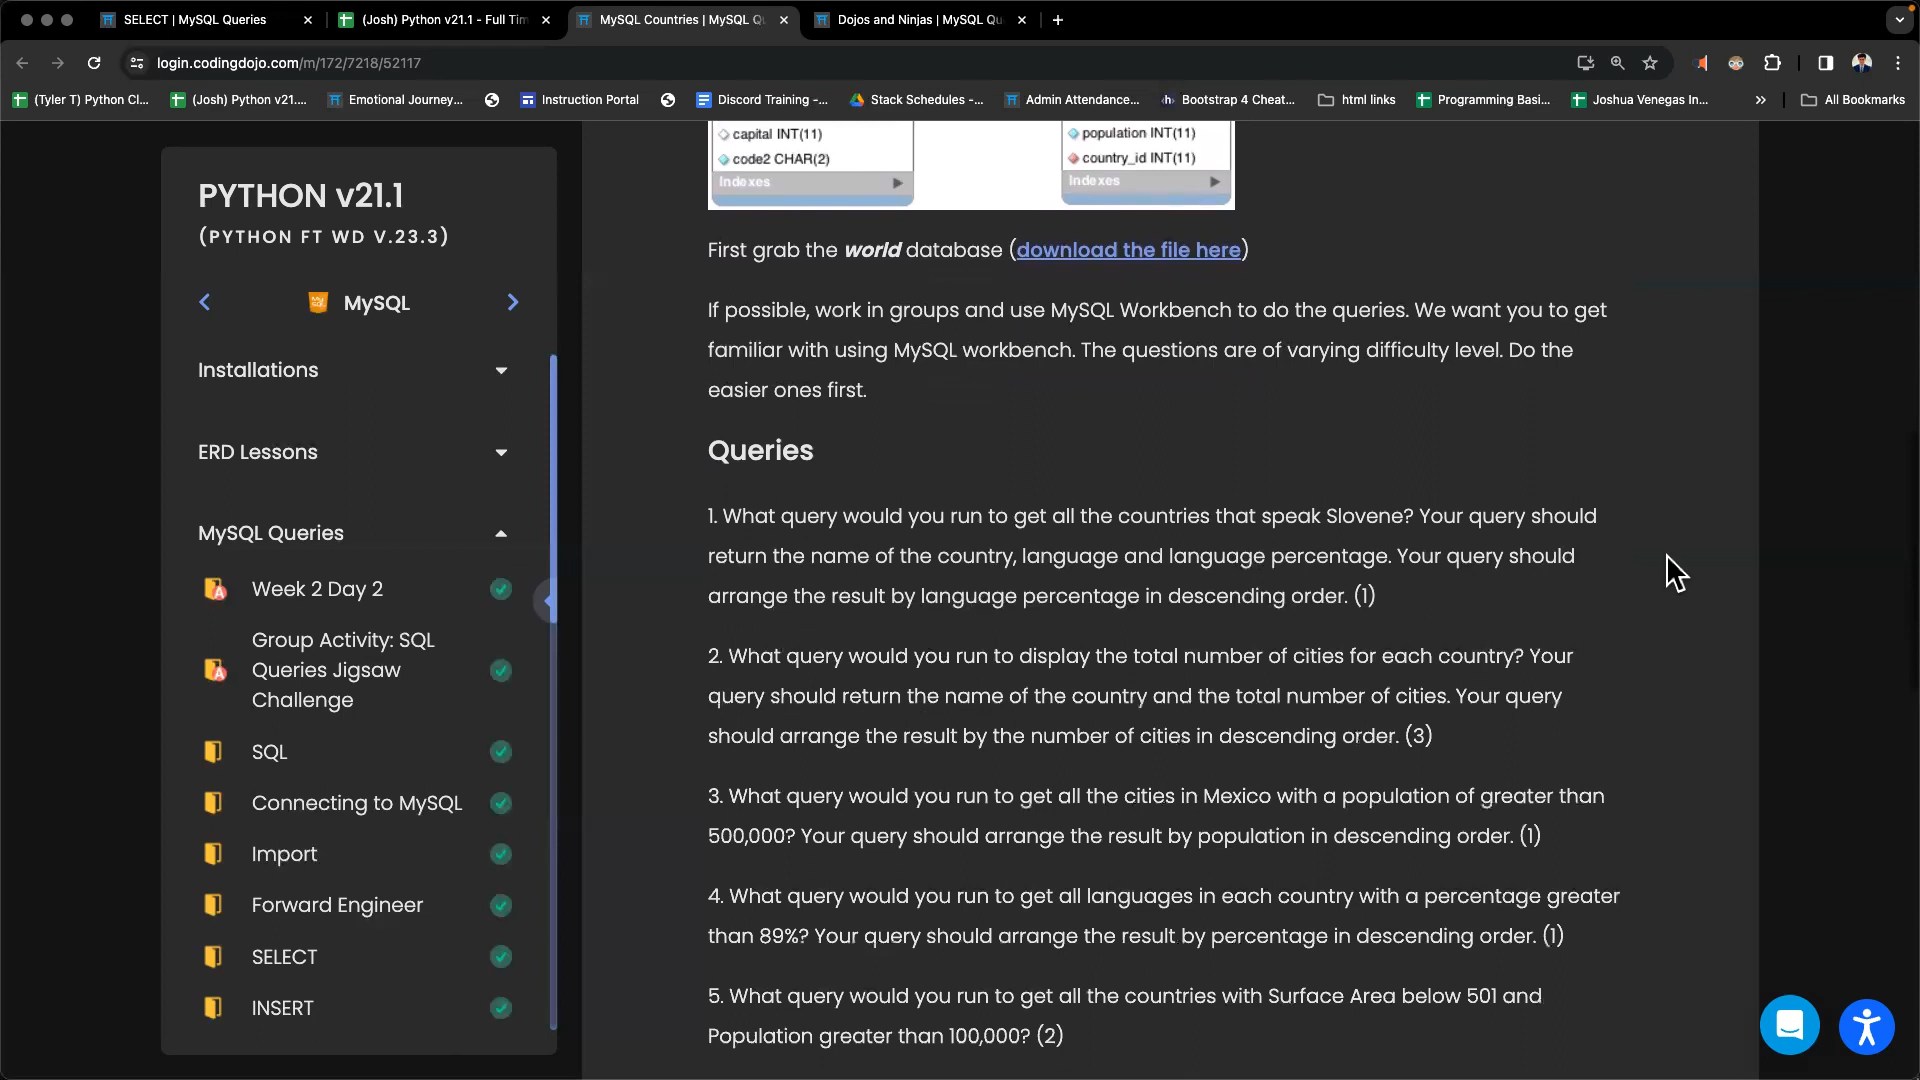 SELECT | MySQL Queries
(Josh) Python v21.1 - Full Tim
MySQL Countries | MySQL Q
Dojos and Ninjas | MySQL Qu
login.codingdojo.com/m/172/7218/52117
(Tyler T) Python Cl...
(Josh) Python v21....
Emotional Journey...
Instruction Portal
Discord Training -...
Stack Schedules -...
Admin Attendance...
Bootstrap 4 Cheat...
html links
Programming Basi...
Joshua Venegas In...
»
All Bookmarks
capital INT(11)
code2 CHAR(2)
Indexes
population INT(11)
country_id INT(11)
Indexes
PYTHON v21.1
(PYTHON FT WD V.23.3)
MySQL
Installations
ERD Lessons
MySQL Queries
Week 2 Day 2
Group Activity: SQL
Queries Jigsaw
Challenge
SQL
Connecting to MySQL
Import
Forward Engineer
SELECT
INSERT
First grab the world database (download the file here)
If possible, work in groups and use MySQL Workbench to do the queries. We want you to get
familiar with using MySQL workbench. The questions are of varying difficulty level. Do the
easier ones first.
Queries
1. What query would you run to get all the countries that speak Slovene? Your query should
return the name of the country, language and language percentage. Your query should
arrange the result by language percentage in descending order. (1)
2. What query would you run to display the total number of cities for each country? Your
query should return the name of the country and the total number of cities. Your query
should arrange the result by the number of cities in descending order. (3)
3. What query would you run to get all the cities in Mexico with a population of greater than
500,000? Your query should arrange the result by population in descending order. (1)
4. What query would you run to get all languages in each country with a percentage greater
than 89%? Your query should arrange the result by percentage in descending order. (1)
5. What query would you run to get all the countries with Surface Area below 501 and
Population greater than 100,000? (2)